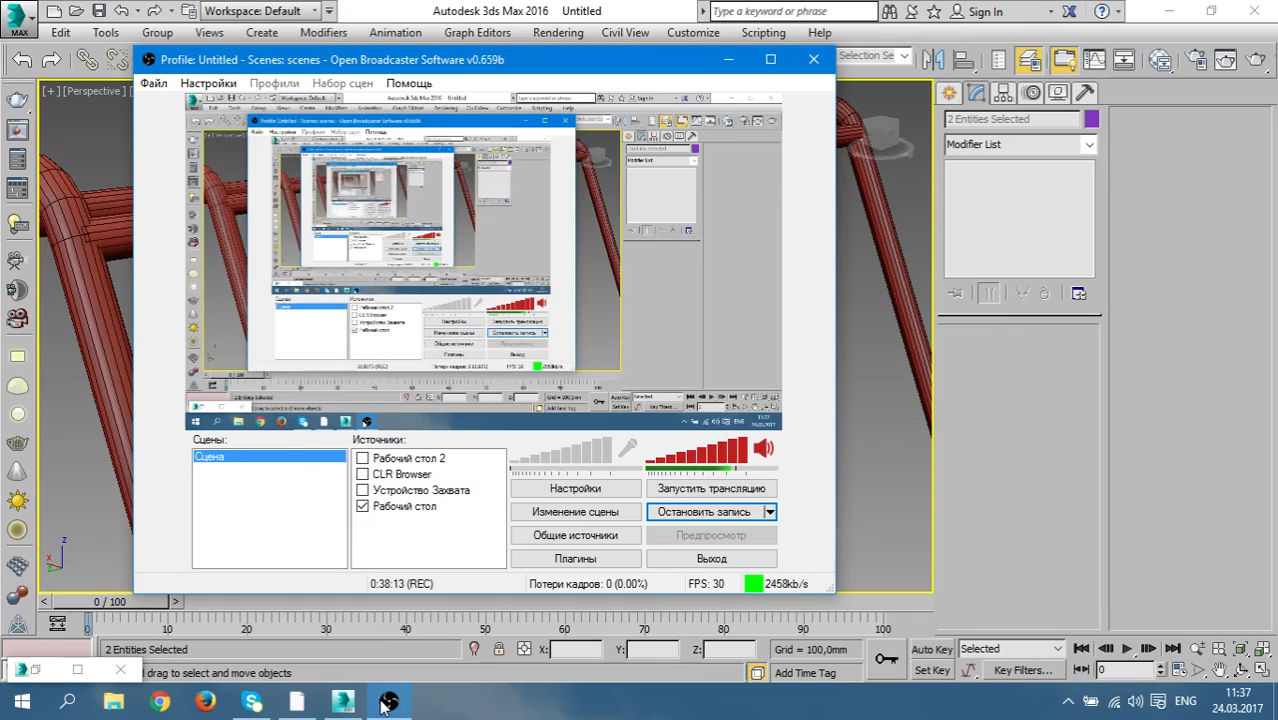 MAX
Workspace: Default
Autodesk 3ds Max 2016
Untitled
Type a keyword or phrase
Sign In
Edit
Tools
Group
Views
Create
Modifiers
Animation
Graph Editors
Rendering
Civil View
Customize
Scripting
Help
Selection Se
[+] [Perspective]
Profile: Untitled - Scenes: scenes - Open Broadcaster Software v0.659b
Файл
Настройки
Профили
Набор сцен
Помощь
2 Entities Selected
Modifier List
Сцены:
Сцена
Источники:
Рабочий стол 2
CLR Browser
Устройство Захвата
Рабочий стол
Настройки
Запустить трансляцию
Изменение сцены
Остановить запись
Общие источники
Предпросмотр
Плагины
Выход
0:38:13 (REC)
Потери кадров: 0 (0.00%)
FPS: 30
2458kb/s
z
x
0 / 100
0
10
20
30
40
50
60
70
80
90
100
2 Entities Selected
X:
Y:
Z:
Grid = 100,0mm
Auto Key
Selected
drag to select and move objects
Add Time Tag
Set Key
Key Filters...
0
ENG
11:37
24.03.2017